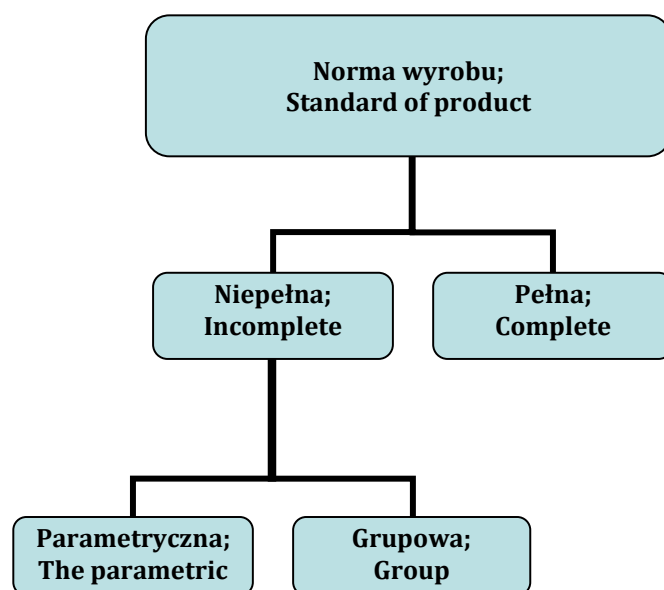 Norma wyrobu;
Standard of product
Niepełna;
Incomplete
Pełna;
Complete
Parametryczna;
The parametric
Grupowa;
Group